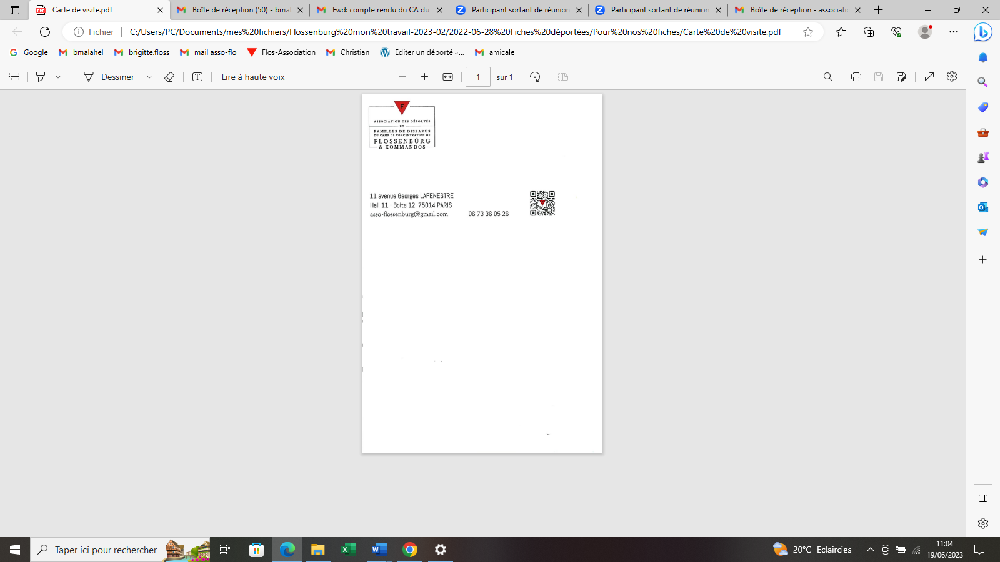 Carte de visite.pdf
Boîte de réception (50) - bmal
Fwd: compte rendu du CA du
Participant sortant de réunion
Participant sortant de réunion
Boîte de réception - associatio
Fichier
C:/Users/PC/Documents/mes%20fichiers/Flossenburg%20mon%20travail-2023-02/2022-06-28%20Fiches%20déportées/Pour%20nos%20fiches/Carte%20de%20visite.pdf
Google
bmalahel
brigitte.floss
mail asso-flo
Flos-Association
Christian
Editer un déporté «...
amicale
Dessiner
Lire à haute voix
1
sur 1
F
ASSOCIATION DES DÉPORTÉS
ET
FAMILLES DE DISPARUS
DU CAMP DE CONCENTRATION DE
FLOSSENBÜRG
& KOMMANDOS
11 avenue Georges LAFENESTRE
Hall 11 - Boite 12 75014 PARIS
asso-flossenburg@gmail.com 06 73 36 05 26
Taper ici pour rechercher
20°C Eclaircies
11:04
19/06/2023